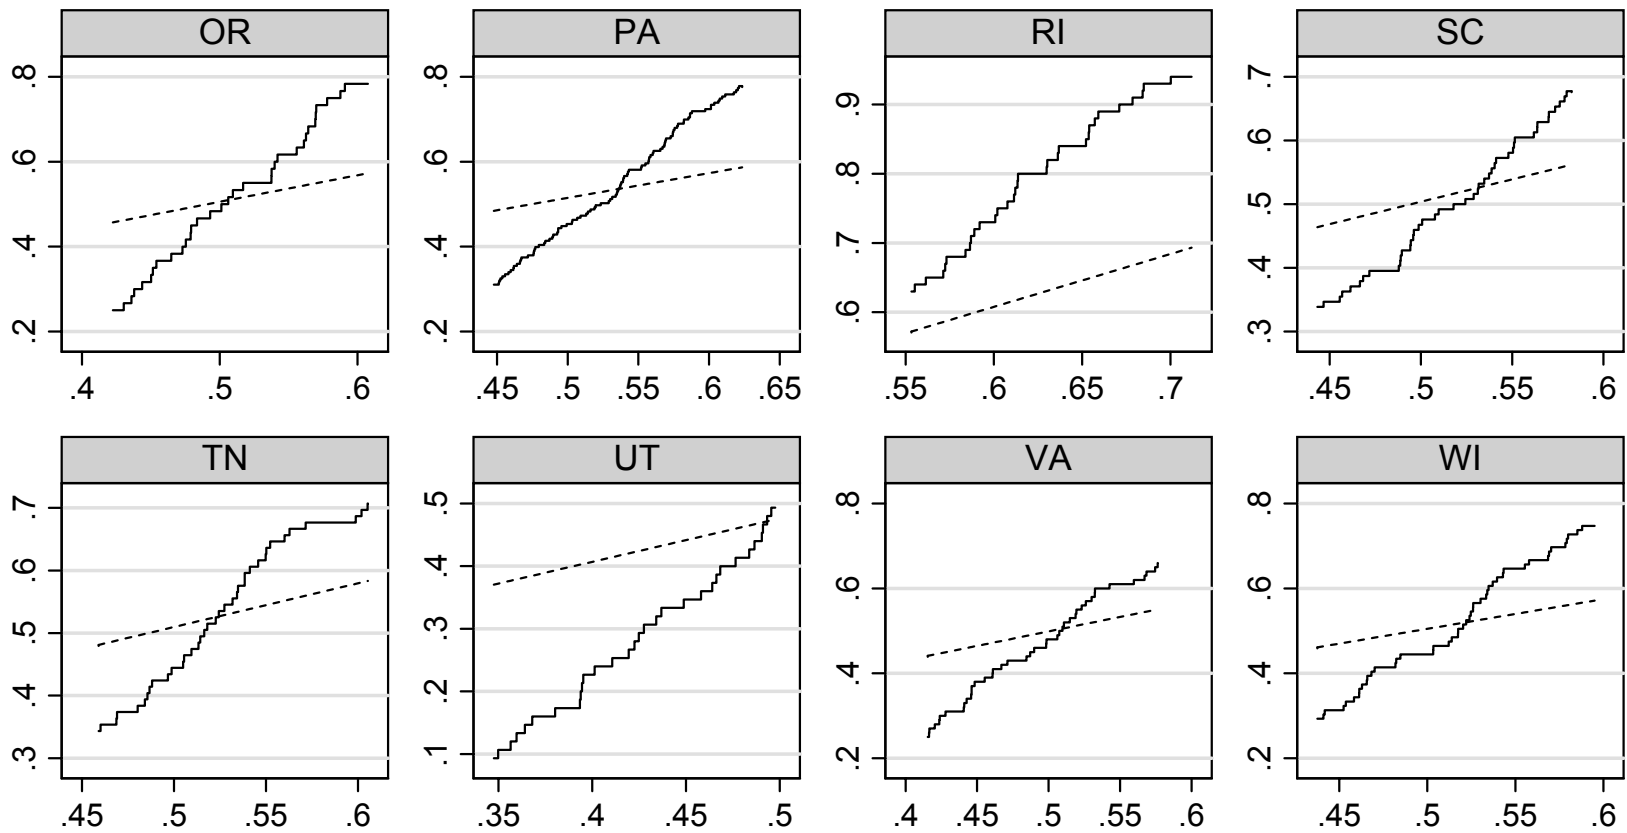 OR PA RI SC
.8 .8 .9 .7
.6 .6 .8 .6
.4 .4 .7 .5
.2 .2 .6 .4
.3
.4 .5 .6 .45 .5 .55 .6 .65 .55 .6 .65 .7 .45 .5 .55 .6
TN UT VA WI
.7 .5 .8 .8
.6 .4 .6 .6
.5 .3 .4 .4
.4 .2 .2 .2
.3 .1
.45 .5 .55 .6 .35 .4 .45 .5 .4 .45 .5 .55 .6 .45 .5 .55 .6